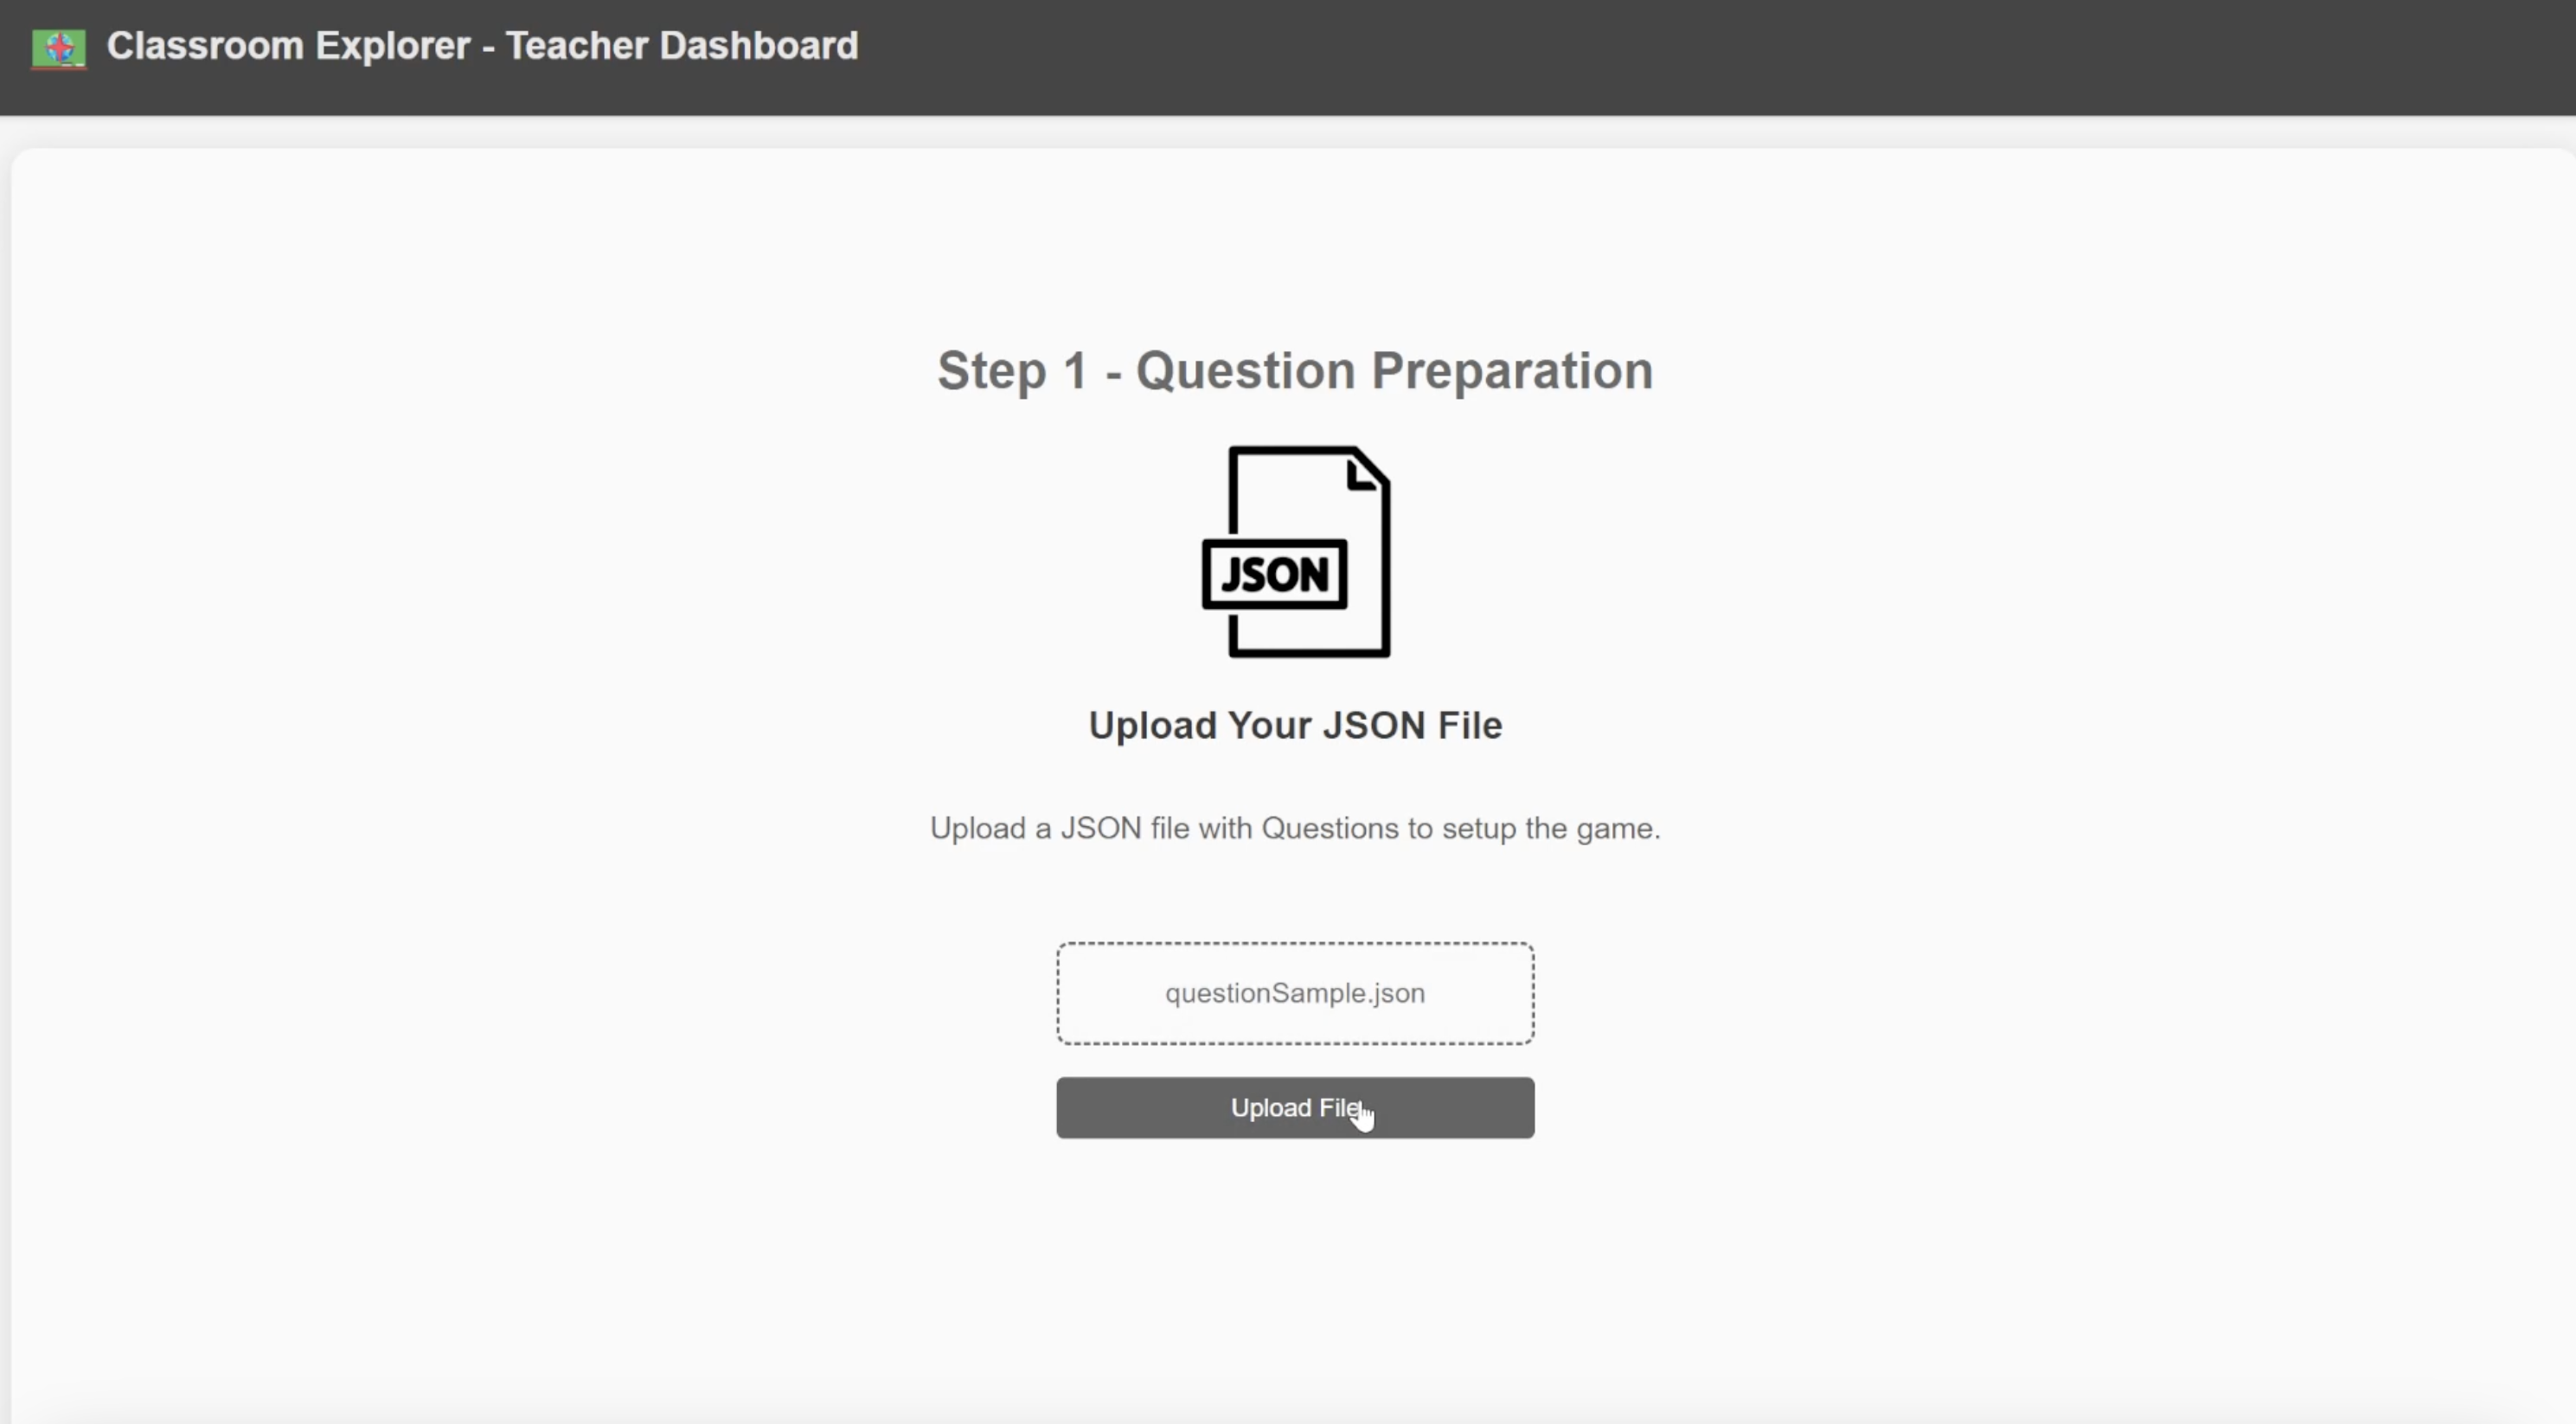 Classroom Explorer - Teacher Dashboard
Step 1 - Question Preparation
JSON
Upload Your JSON File
Upload a JSON file with Questions to setup the game.
questionSample.json
Upload File